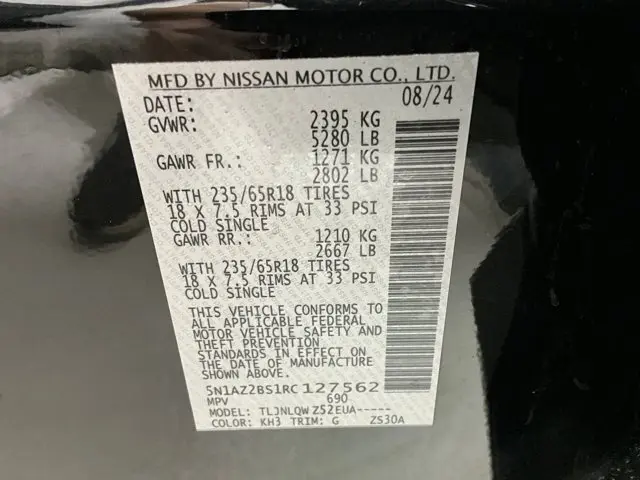 MFD BY NISSAN MOTOR CO., LTD.
DATE: 08/24
GVWR: 2395 KG
5280 LB
GAWR FR.: 1271 KG
2802 LB
WITH 235/65R18 TIRES
18 X 7.5 RIMS AT 33 PSI
COLD SINGLE
GAWR RR.: 1210 KG
2667 LB
WITH 235/65R18 TIRES
18 X 7.5 RIMS AT 33 PSI
COLD SINGLE
THIS VEHICLE CONFORMS TO
ALL APPLICABLE FEDERAL
MOTOR VEHICLE SAFETY AND
THEFT PREVENTION
STANDARDS IN EFFECT ON
THE DATE OF MANUFACTURE
SHOWN ABOVE.
5N1AZ2BS1RC127562
MPV 690
MODEL: TLJNLQWZ52EUA-----
COLOR: KH3 TRIM: G ZS30A